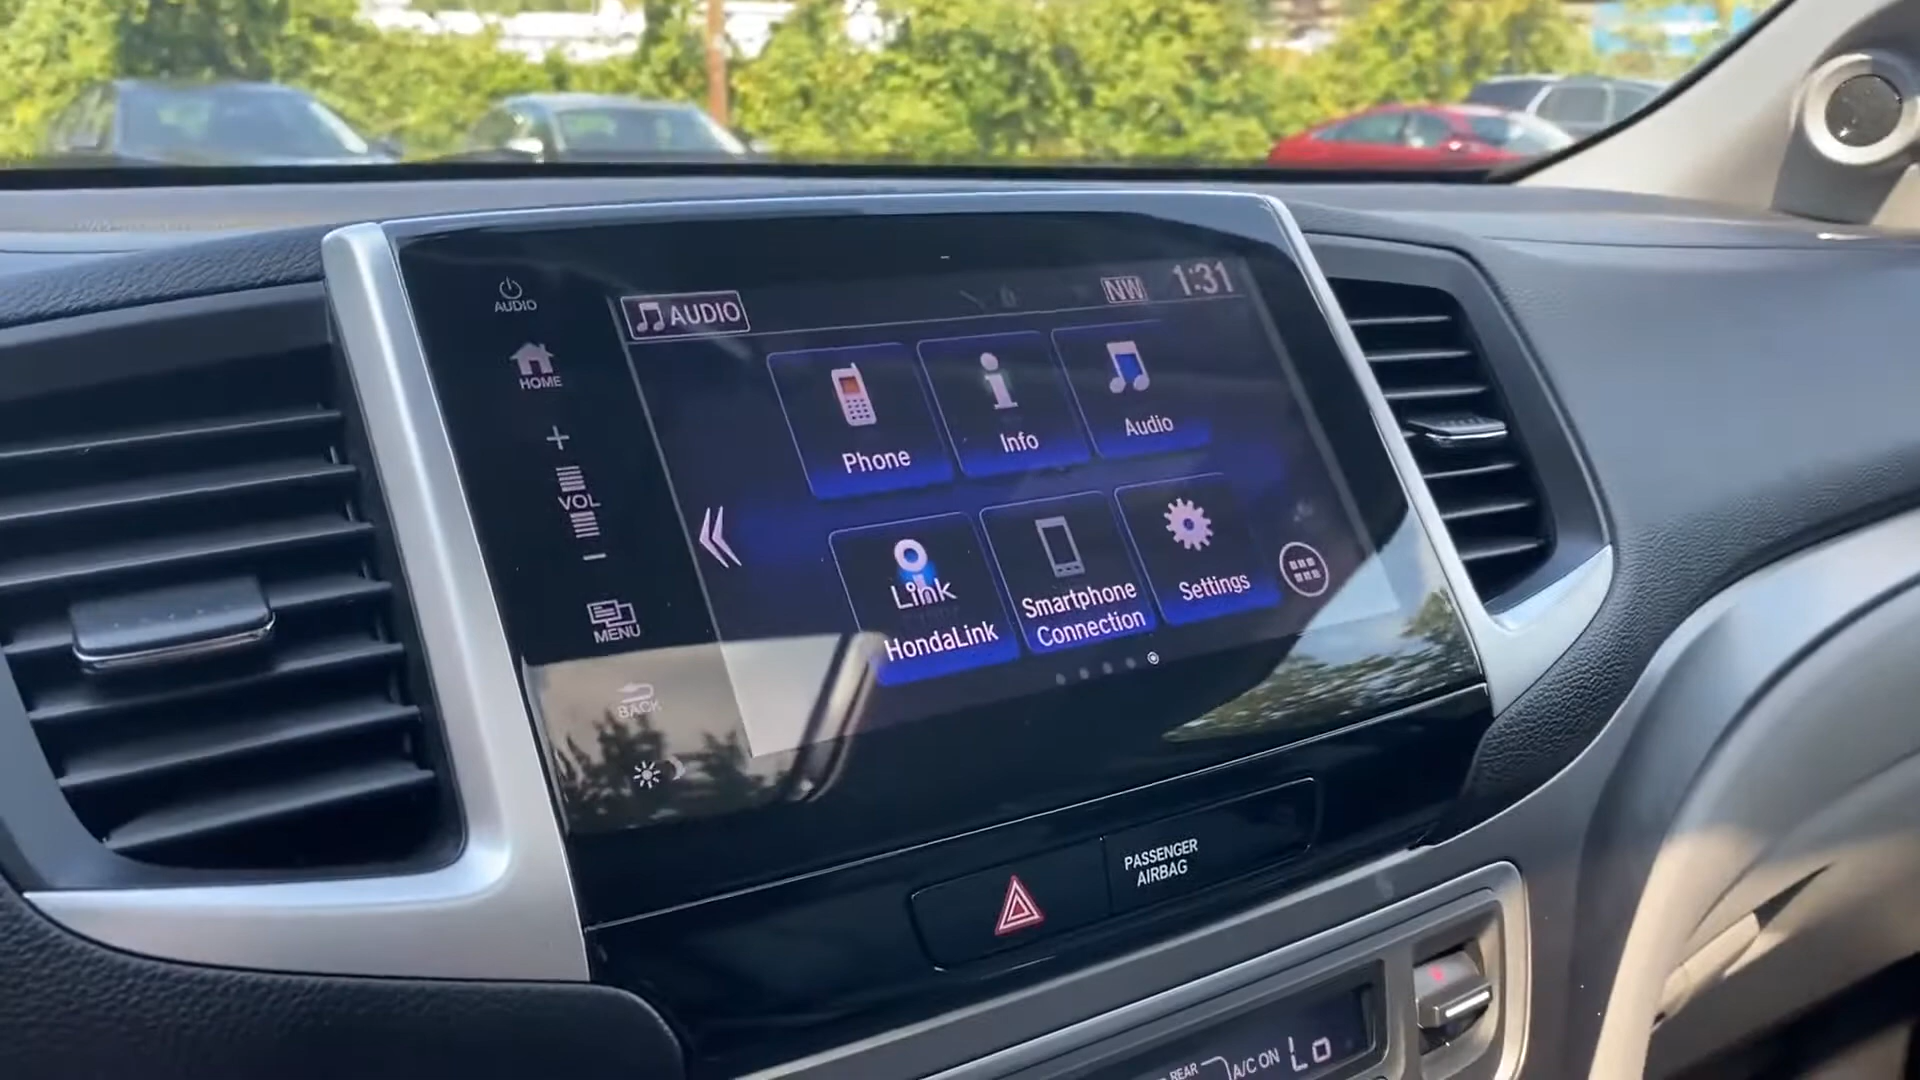 AUDIO
HOME
+
VOL
−
MENU
BACK
AUDIO
NW
1:31
Phone
Info
Audio
Link
HondaLink
Smartphone
Connection
Settings
PASSENGER
AIRBAG
REAR
A/C ON
Lo